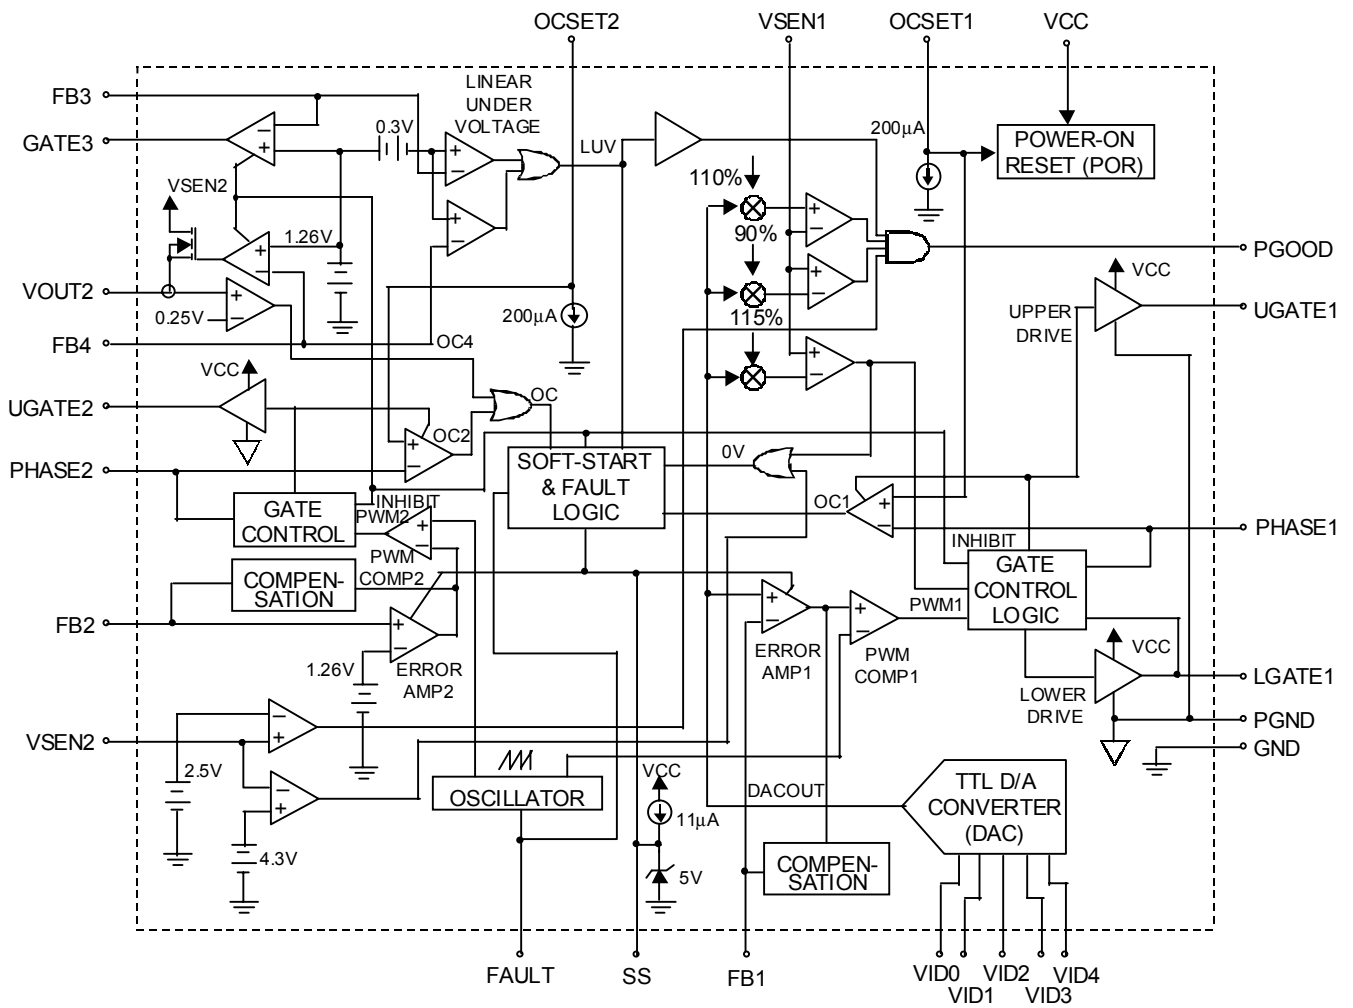 OCSET2
VSEN1
OCSET1
VCC
FB3
GATE3
VSEN2
VOUT2
0.25V
FB4
UGATE2
PHASE2
FB2
VSEN2
LINEAR
UNDER
VOLTAGE
0.3V
1.26V
LUV
200µA
OC4
VCC
OC2
OC
110%
90%
115%
200µA
POWER-ON
RESET (POR)
PGOOD
VCC
UPPER
DRIVE
UGATE1
SOFT-START
& FAULT
LOGIC
0V
OC1
GATE
CONTROL
INHIBIT
PWM2
PWM
COMP2
COMPEN-
SATION
ERROR
AMP2
1.26V
PHASE1
INHIBIT
GATE
CONTROL
LOGIC
PWM1
ERROR
AMP1
PWM
COMP1
VCC
LOWER
DRIVE
LGATE1
PGND
GND
2.5V
4.3V
OSCILLATOR
VCC
11µA
5V
DACOUT
TTL D/A
CONVERTER
(DAC)
COMPEN-
SATION
FAULT
SS
FB1
VID0
VID1
VID2
VID3
VID4